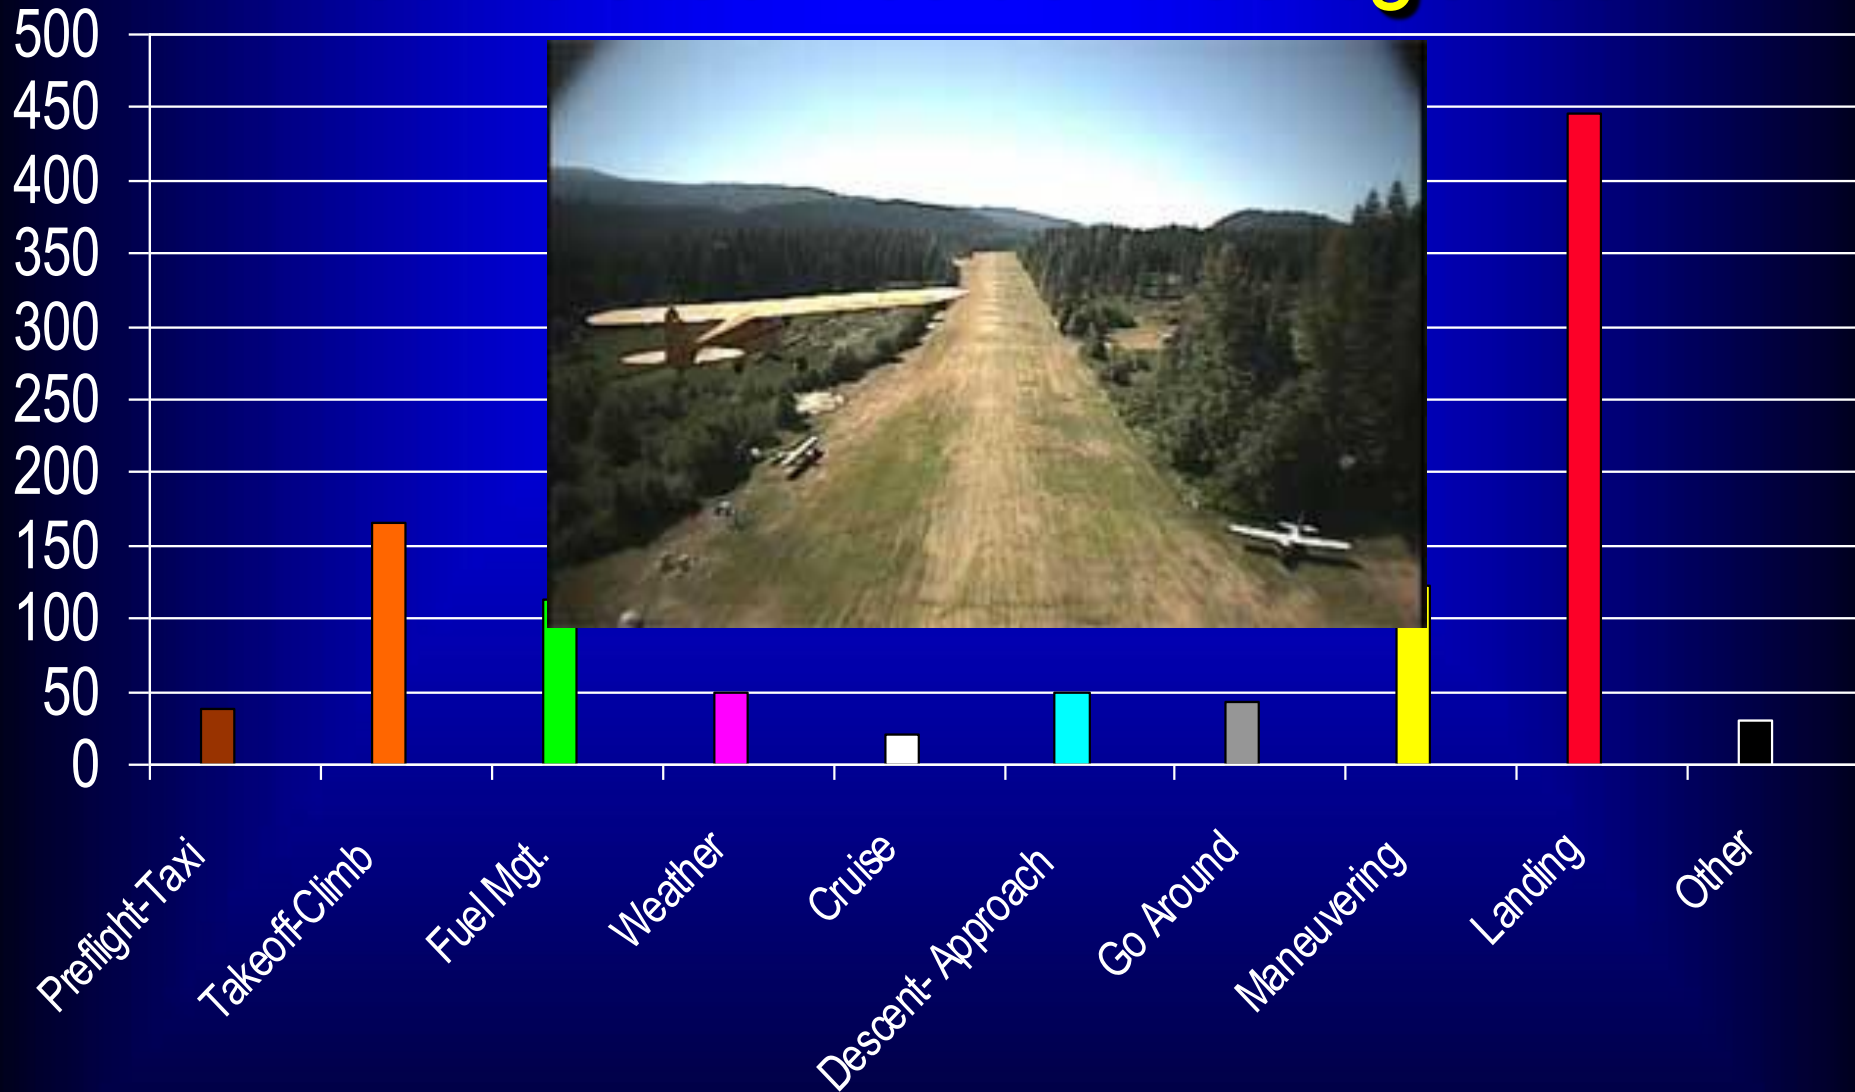 500
450
400
350
300
250
200
150
100
50
0
Preflight-Taxi
Takeoff-Climb
Fuel Mgt.
Weather
Cruise
Descent- Approach
Go Around
Maneuvering
Landing
Other